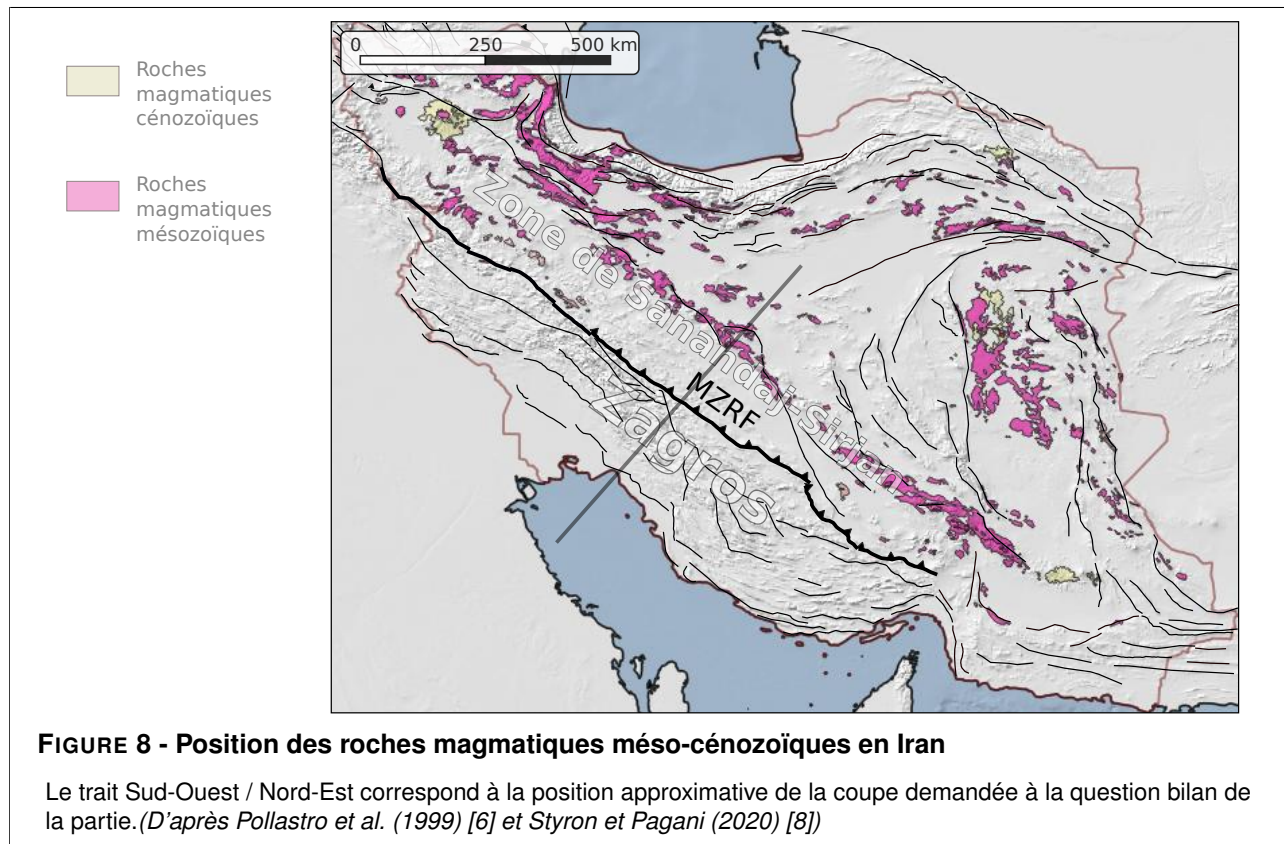 0 250 500 km
Roches
magmatiques
cénozoïques
Roches
magmatiques
mésozoïques
Zone de Sanandaj-Sirjan
MZRF
Zagros
FIGURE 8 - Position des roches magmatiques méso-cénozoïques en Iran
Le trait Sud-Ouest / Nord-Est correspond à la position approximative de la coupe demandée à la question bilan de
la partie.(D'après Pollastro et al. (1999) [6] et Styron et Pagani (2020) [8])